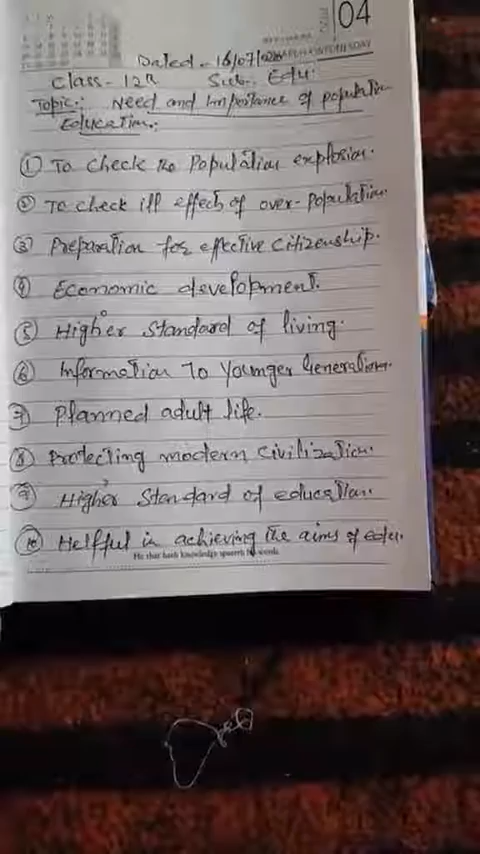 04
WEDNESDAY
Dated - 16/07/
Class - 12th Sub:- Edu.
Topic:- Need and Importance of population
Education:
① To check the Population explosion.
② To check ill effects of over-population.
③ Preparation for effective citizenship.
④ Economic development.
⑤ Higher Standard of living.
⑥ Information To Younger Generation.
⑦ Planned adult life.
⑧ Protecting modern civilization.
⑨ Higher Standard of education.
⑩ Helpful in achieving the aims of edu.
He that hath knowledge spareth his words.